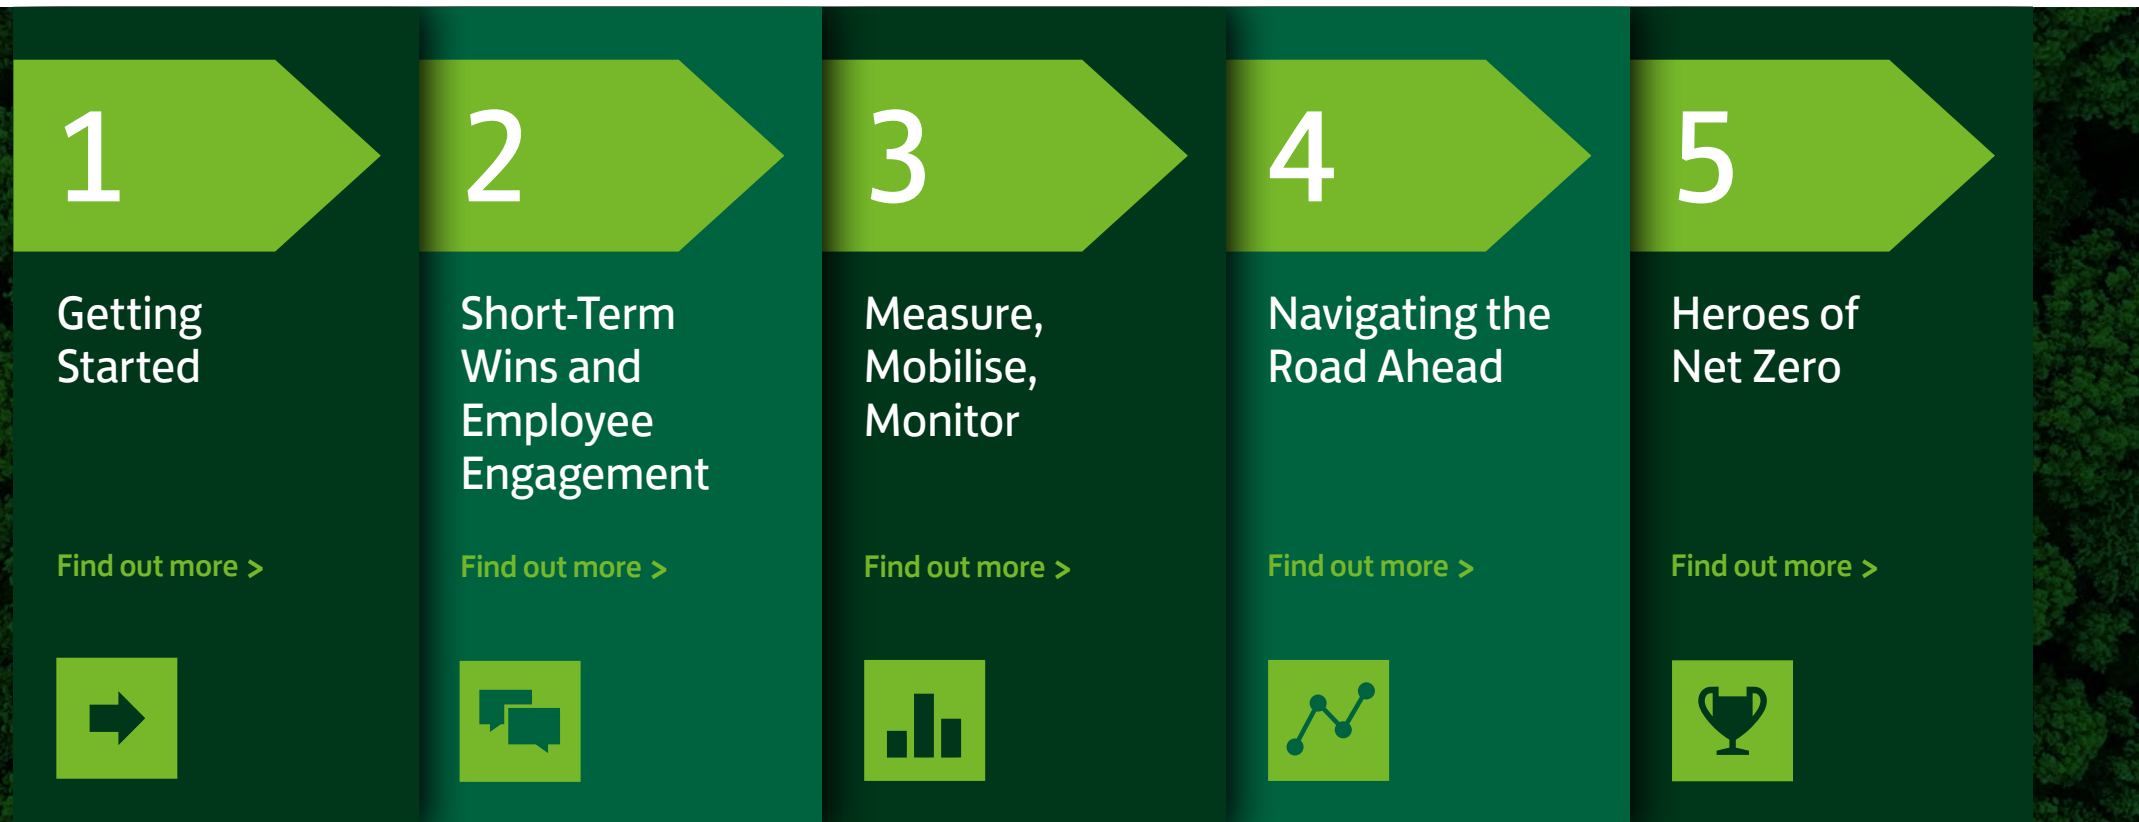 1
Getting
Started
Find out more >
2
Short-Term
Wins and
Employee
Engagement
Find out more >
3
Measure,
Mobilise,
Monitor
Find out more >
4
Navigating the
Road Ahead
Find out more >
5
Heroes of
Net Zero
Find out more >